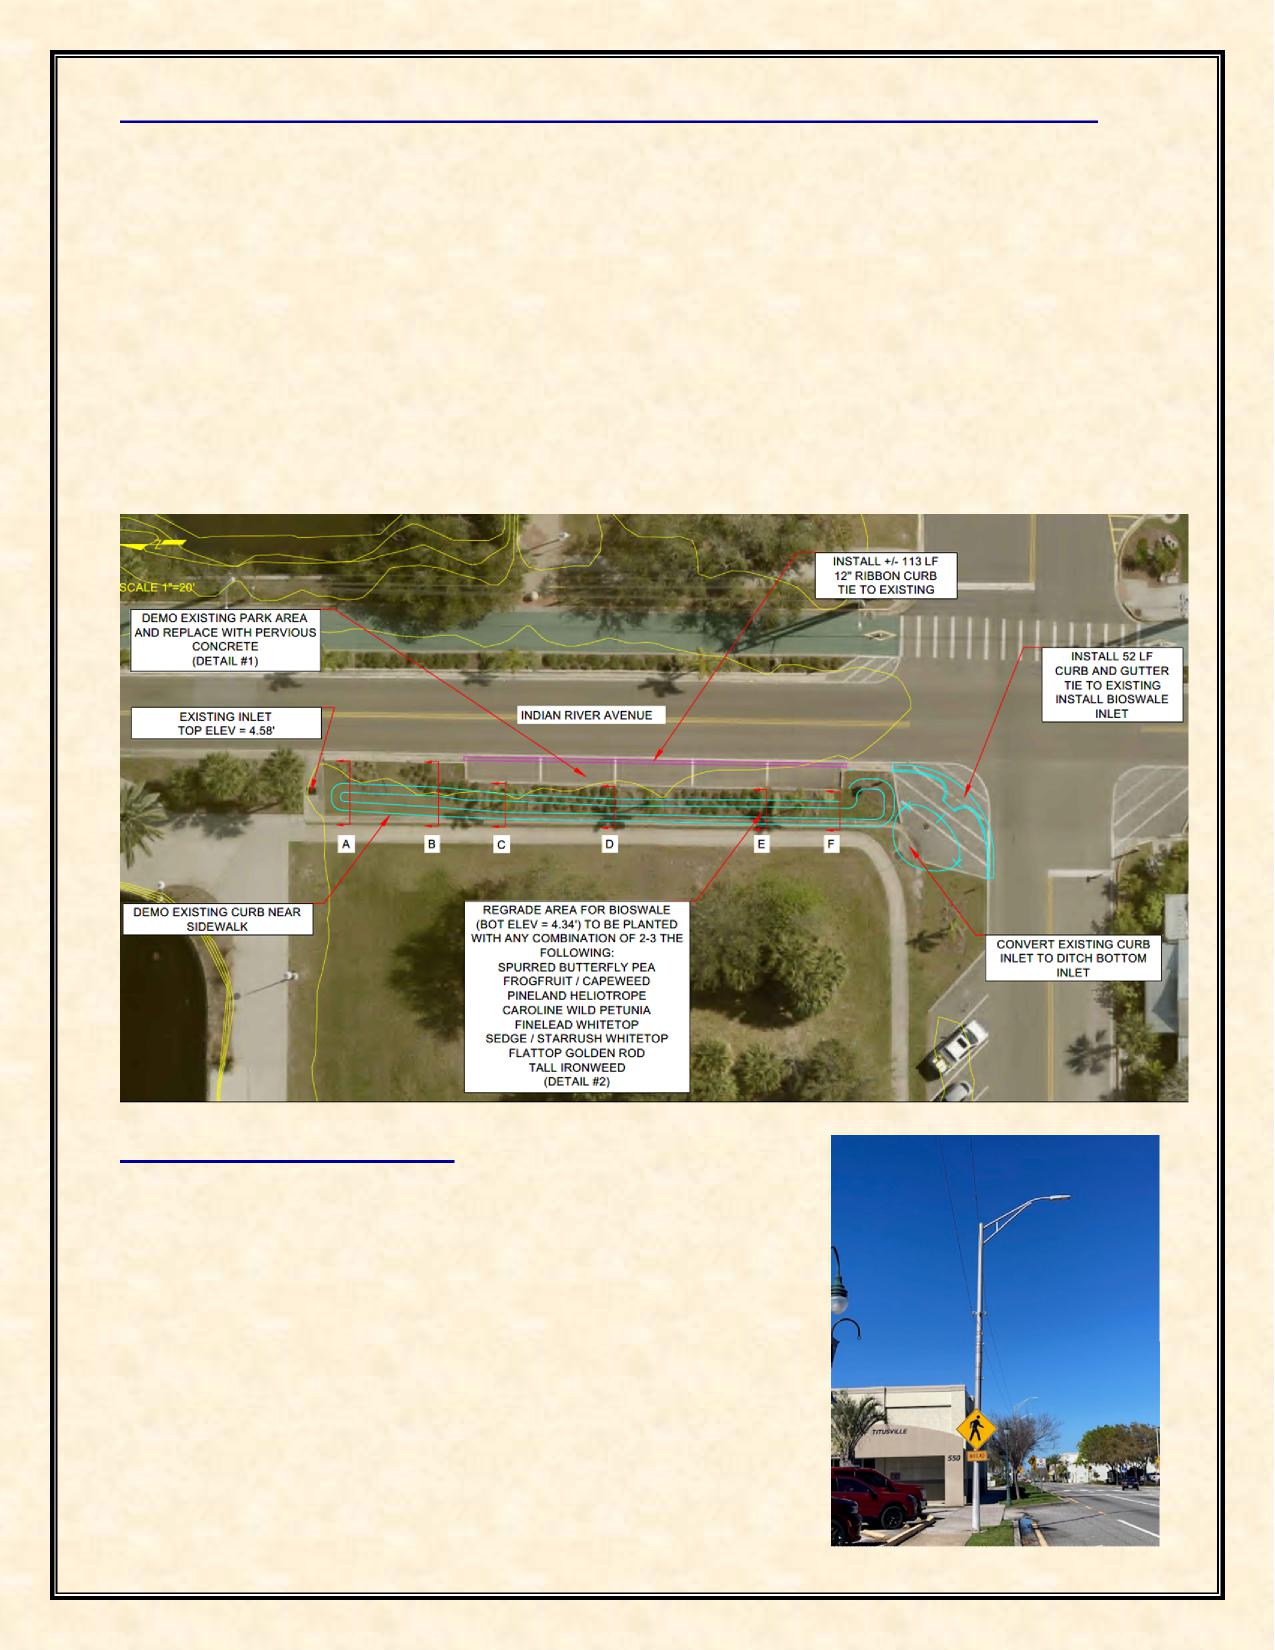 Z
SCALE 1"=20'
INSTALL +/- 113 LF
12" RIBBON CURB
TIE TO EXISTING
DEMO EXISTING PARK AREA
AND REPLACE WITH PERVIOUS
CONCRETE
(DETAIL #1)
INSTALL 52 LF
CURB AND GUTTER
TIE TO EXISTING
INSTALL BIOSWALE
INLET
EXISTING INLET
TOP ELEV = 4.58'
INDIAN RIVER AVENUE
A
B
C
D
E
F
DEMO EXISTING CURB NEAR
SIDEWALK
REGRADE AREA FOR BIOSWALE
(BOT ELEV = 4.34') TO BE PLANTED
WITH ANY COMBINATION OF 2-3 THE
FOLLOWING:
SPURRED BUTTERFLY PEA
FROGFRUIT / CAPEWEED
PINELAND HELIOTROPE
CAROLINE WILD PETUNIA
FINELEAD WHITETOP
SEDGE / STARRUSH WHITETOP
FLATTOP GOLDEN ROD
TALL IRONWEED
(DETAIL #2)
CONVERT EXISTING CURB
INLET TO DITCH BOTTOM
INLET
TITUSVILLE
550
AHEAD